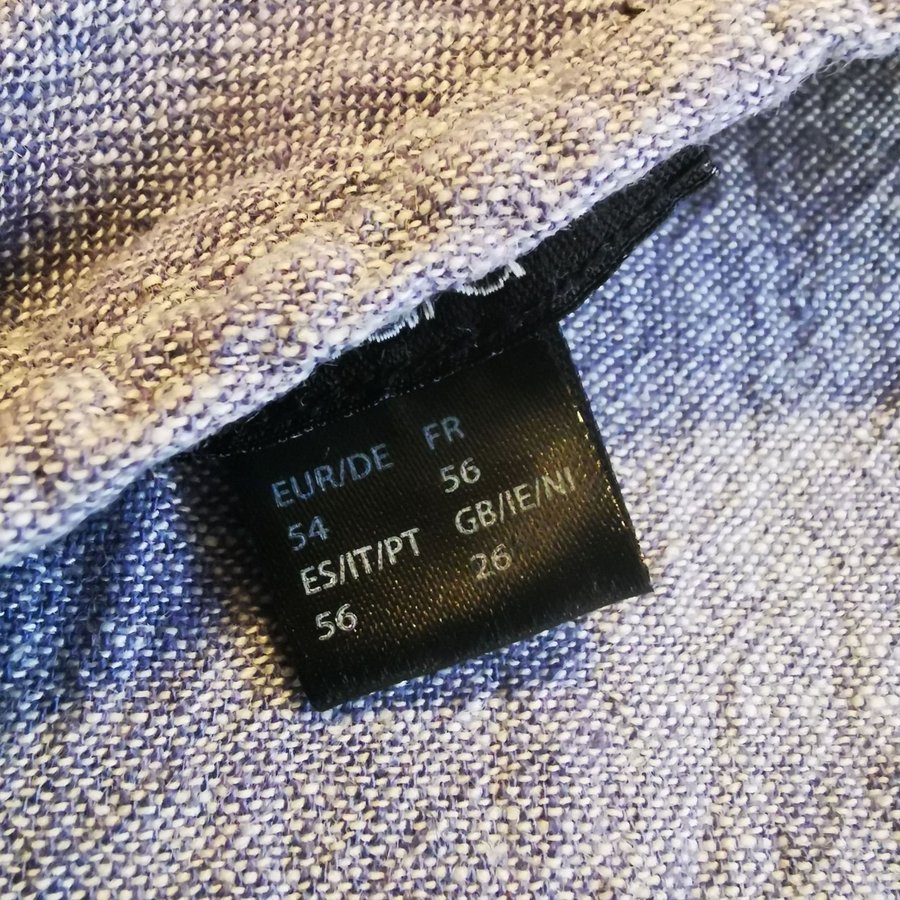 EUR/DE FR
54 56
ES/IT/PT GB/IE/NI
56 26